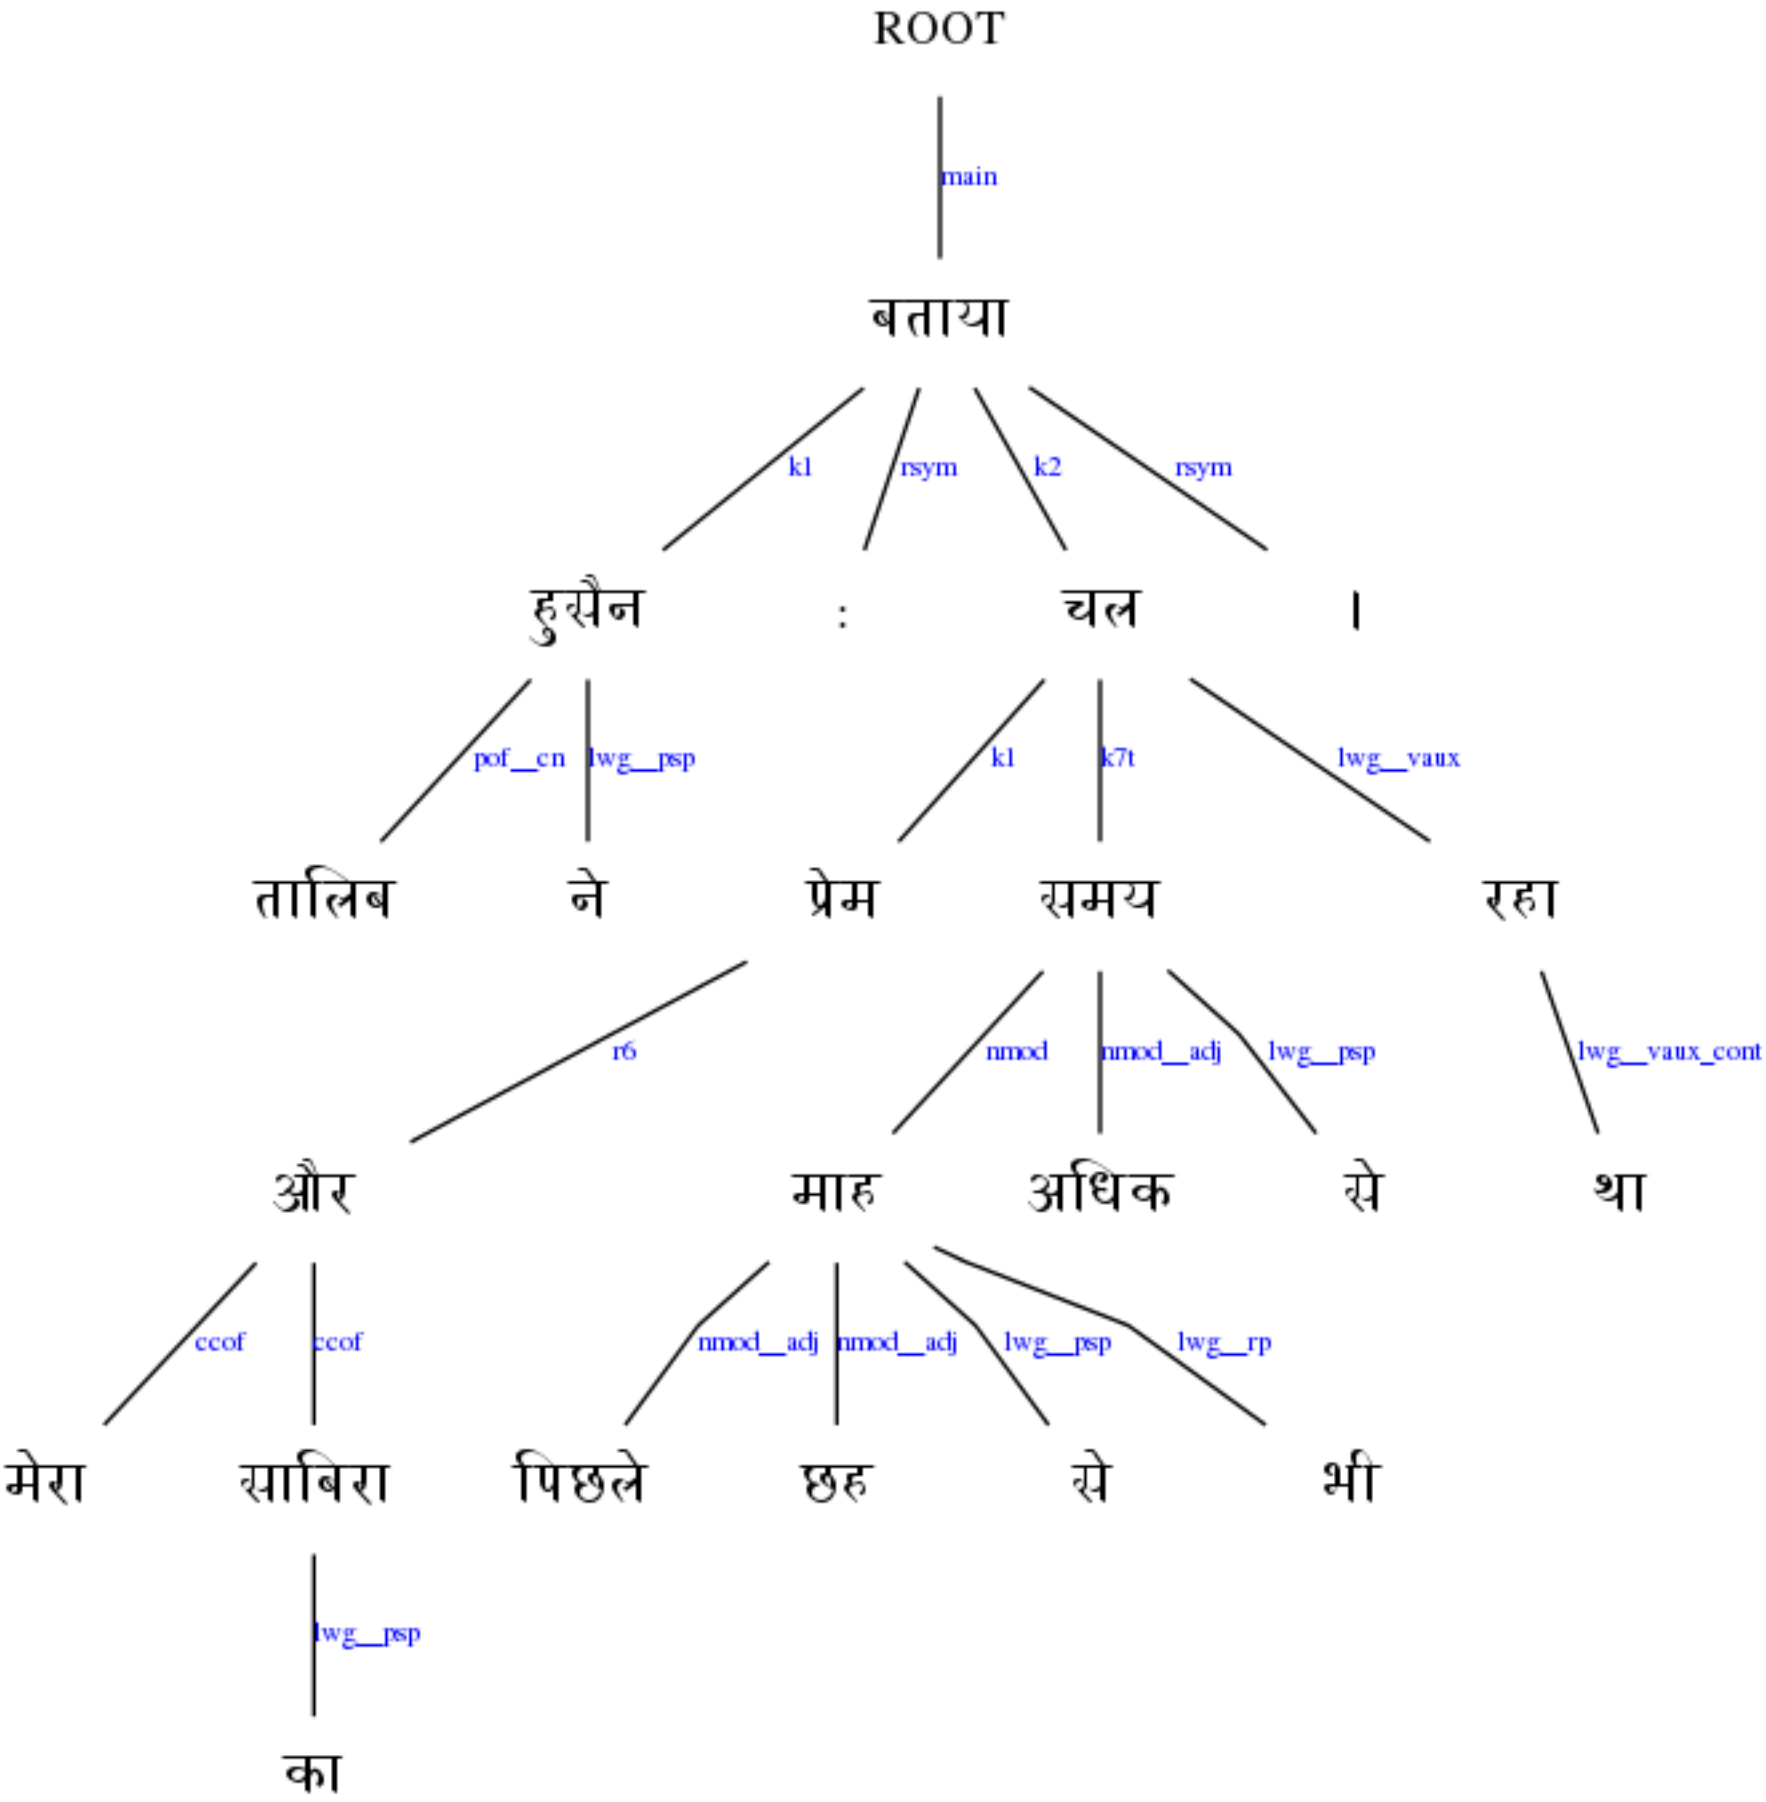 ROOT
main
बताया
k1 rsym k2 rsym
हुसैन : चल ।
pof__cn lwg__psp k1 k7t lwg__vaux
तालिब ने प्रेम समय रहा
r6 nmod nmod__adj lwg__psp lwg__vaux_cont
और माह अधिक से था
ccof ccof nmod__adj nmod__adj lwg__psp lwg__rp
मेरा साबिरा पिछले छह से भी
lwg__psp
का